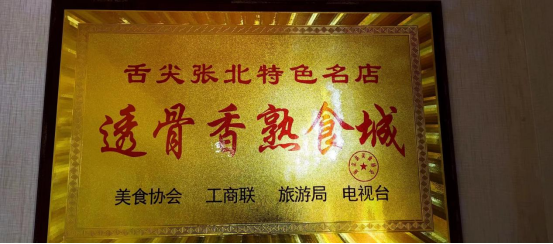 舌尖张北特色名店
透骨香熟食城
美食协会 工商联 旅游局 电视台